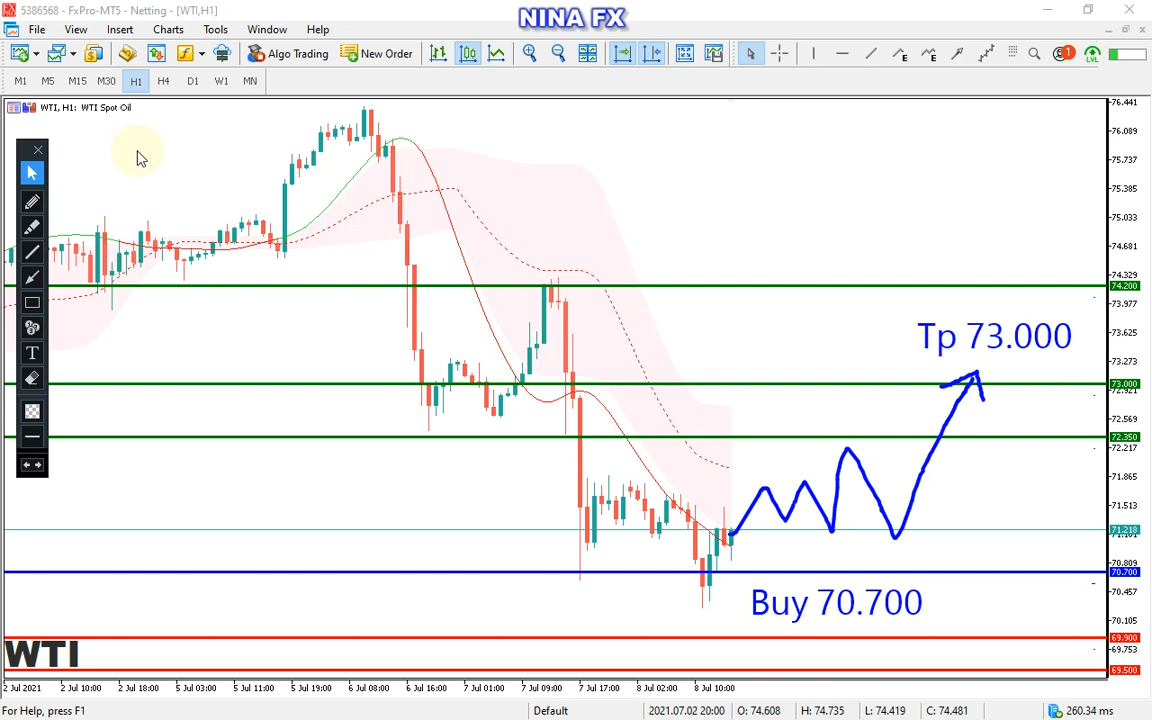 5386568 - FxPro-MT5 - Netting - [WTI,H1]
NINA FX
File View Insert Charts Tools Window Help
Algo Trading New Order
E E 1 LVL
M1 M5 M15 M30 H1 H4 D1 W1 MN
WTI, H1: WTI Spot Oil
76.441
76.089
75.737
75.385
75.033
74.681
74.329
74.200
73.977
73.625
Tp 73.000
73.273
73.000
72.569
72.350
72.217
71.865
71.513
71.218
70.809
70.700
70.457
Buy 70.700
70.105
69.900
69.753
69.500
WTI
T
2 Jul 2021 2 Jul 10:00 2 Jul 18:00 5 Jul 03:00 5 Jul 11:00 5 Jul 19:00 6 Jul 08:00 6 Jul 16:00 7 Jul 01:00 7 Jul 09:00 7 Jul 17:00 8 Jul 02:00 8 Jul 10:00
For Help, press F1 Default 2021.07.02 20:00 O: 74.608 H: 74.735 L: 74.419 C: 74.481 260.34 ms